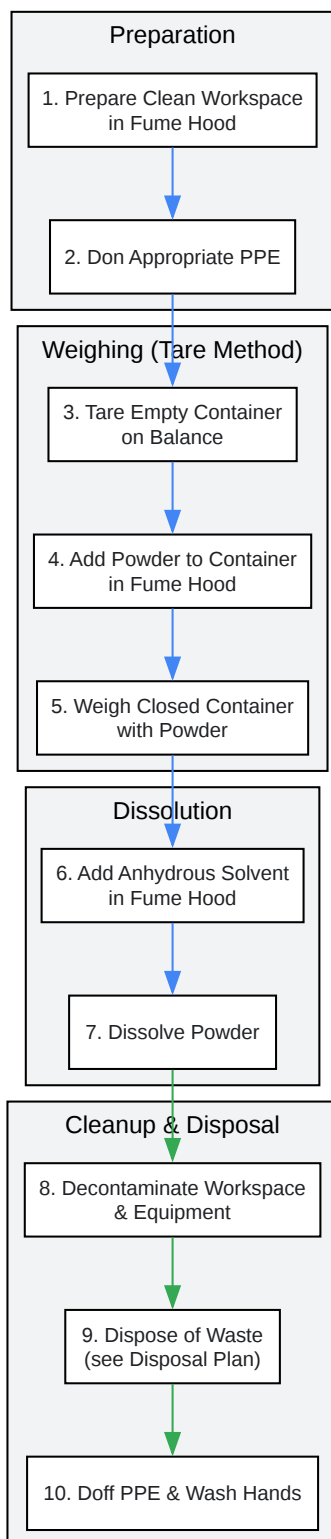 Preparation
1. Prepare Clean Workspace
in Fume Hood
2. Don Appropriate PPE
Weighing (Tare Method)
3. Tare Empty Container
on Balance
4. Add Powder to Container
in Fume Hood
5. Weigh Closed Container
with Powder
Dissolution
6. Add Anhydrous Solvent
in Fume Hood
7. Dissolve Powder
Cleanup & Disposal
8. Decontaminate Workspace
& Equipment
9. Dispose of Waste
(see Disposal Plan)
10. Doff PPE & Wash Hands